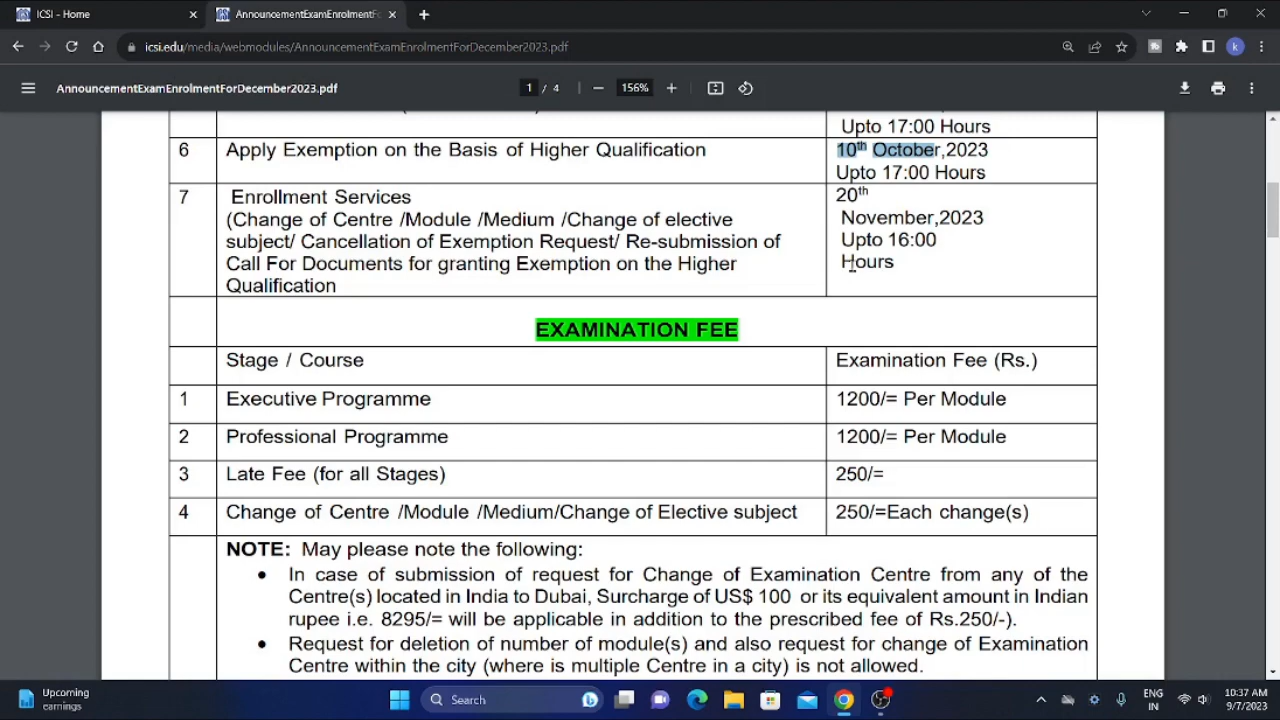 ICSI - Home
AnnouncementExamEnrolmentFo
icsi.edu/media/webmodules/AnnouncementExamEnrolmentForDecember2023.pdf
k
AnnouncementExamEnrolmentForDecember2023.pdf
1 / 4
156%
Upto 17:00 Hours
6 Apply Exemption on the Basis of Higher Qualification 10th October,2023
Upto 17:00 Hours
7 Enrollment Services 20th
(Change of Centre /Module /Medium /Change of elective November,2023
subject/ Cancellation of Exemption Request/ Re-submission of Upto 16:00
Call For Documents for granting Exemption on the Higher Hours
Qualification
EXAMINATION FEE
Stage / Course Examination Fee (Rs.)
1 Executive Programme 1200/= Per Module
2 Professional Programme 1200/= Per Module
3 Late Fee (for all Stages) 250/=
4 Change of Centre /Module /Medium/Change of Elective subject 250/=Each change(s)
NOTE: May please note the following:
• In case of submission of request for Change of Examination Centre from any of the
Centre(s) located in India to Dubai, Surcharge of US$ 100 or its equivalent amount in Indian
rupee i.e. 8295/= will be applicable in addition to the prescribed fee of Rs.250/-).
• Request for deletion of number of module(s) and also request for change of Examination
Centre within the city (where is multiple Centre in a city) is not allowed.
Upcoming
earnings
Search
ENG
IN
10:37 AM
9/7/2023